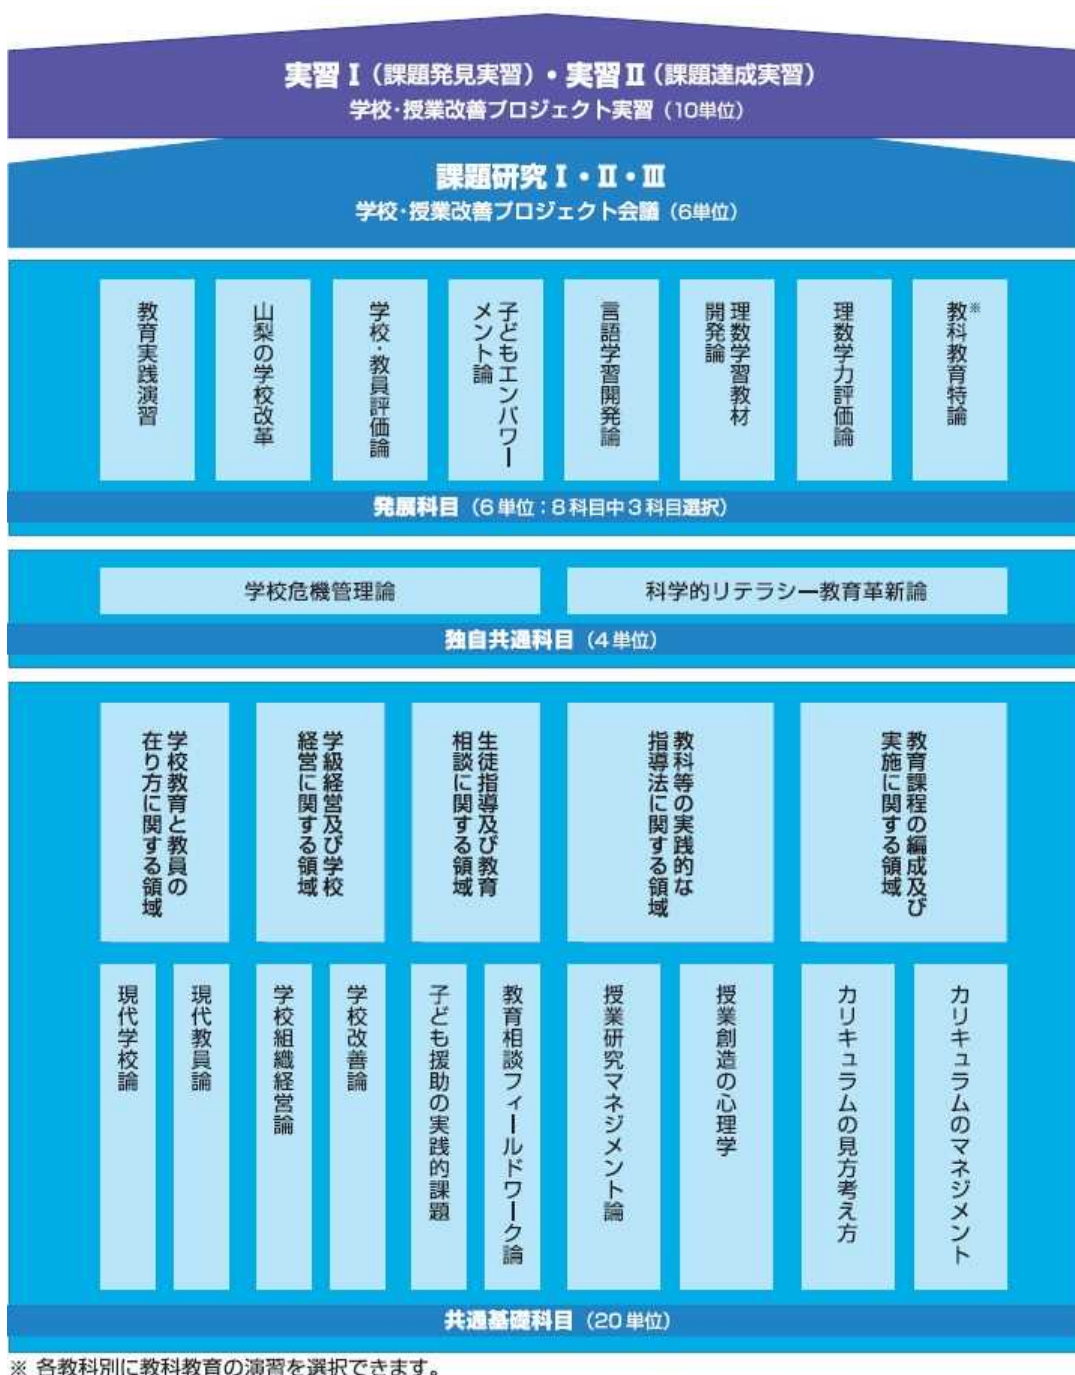 実習Ⅰ(課題発見実習)・実習Ⅱ(課題達成実習)
学校・授業改善プロジェクト実習(10単位)
課題研究Ⅰ・Ⅱ・Ⅲ
学校・授業改善プロジェクト会議(6単位)
教育実践演習
山梨の学校改革
学校・教員評価論
子どもエンパワー
メント論
言語学習開発論
理数学習教材
開発論
理数学力評価論
教科教育特論※
発展科目(6単位:8科目中3科目選択)
学校危機管理論
科学的リテラシー教育革新論
独自共通科目(4単位)
学校教育と教員の
在り方に関する領域
学級経営及び学校
経営に関する領域
生徒指導及び教育
相談に関する領域
教科等の実践的な
指導法に関する領域
教育課程の編成及び
実施に関する領域
現代学校論
現代教員論
学校組織経営論
学校改善論
子ども援助の実践的課題
教育相談フィールドワーク論
授業研究マネジメント論
授業創造の心理学
カリキュラムの見方考え方
カリキュラムのマネジメント
共通基礎科目(20単位)
※ 各教科別に教科教育の演習を選択できます。